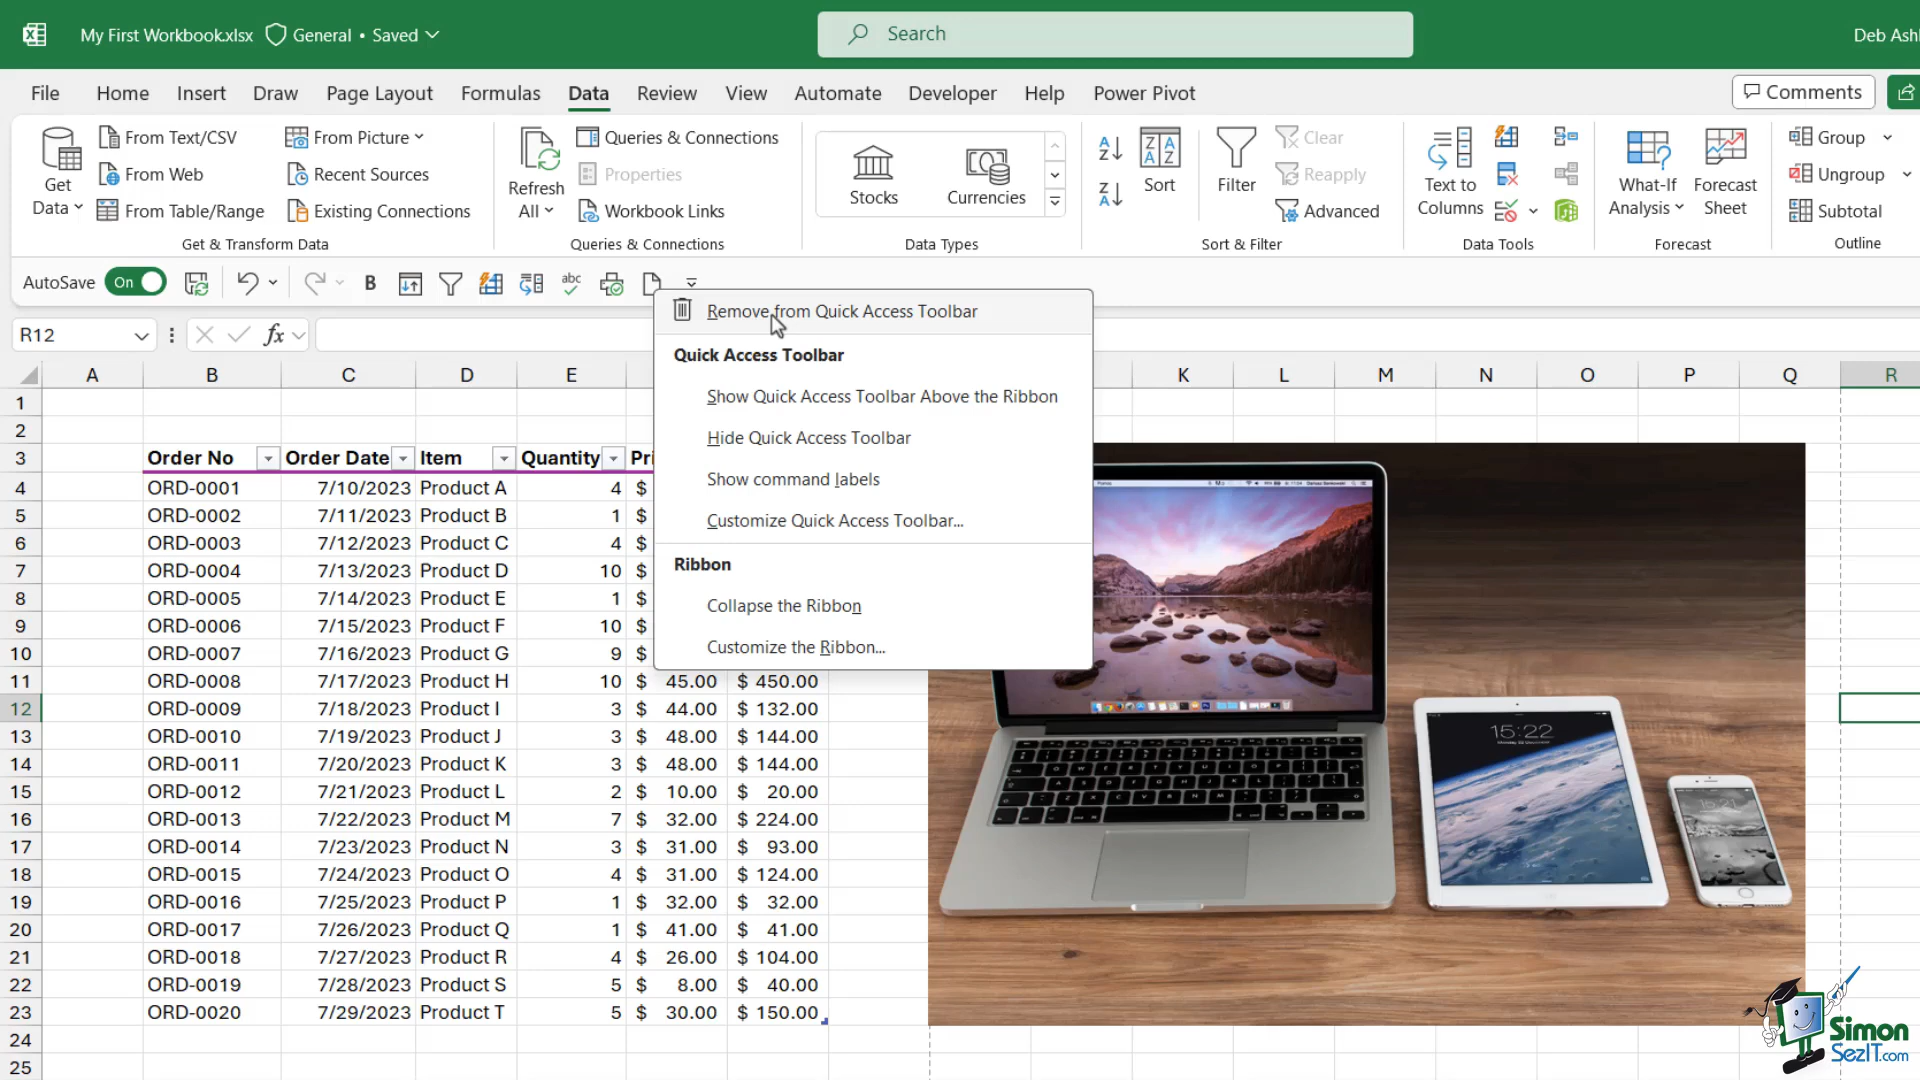 My First Workbook.xlsx General • Saved
Search
Deb Ash
File Home Insert Draw Page Layout Formulas Data Review View Automate Developer Help Power Pivot
Comments
Get Data
From Text/CSV
From Web
From Table/Range
From Picture
Recent Sources
Existing Connections
Get & Transform Data
Refresh All
Queries & Connections
Properties
Workbook Links
Queries & Connections
Stocks
Currencies
Data Types
Sort
Filter
Clear
Reapply
Advanced
Sort & Filter
Text to Columns
Data Tools
What-If Analysis
Forecast Sheet
Forecast
Group
Ungroup
Subtotal
Outline
AutoSave On
B
abc
R12
fx
Remove from Quick Access Toolbar
Quick Access Toolbar
Show Quick Access Toolbar Above the Ribbon
Hide Quick Access Toolbar
Show command labels
Customize Quick Access Toolbar...
Ribbon
Collapse the Ribbon
Customize the Ribbon...
A B C D E K L M N O P Q R
1
2
3 Order No Order Date Item Quantity Pri
4 ORD-0001 7/10/2023 Product A 4 $
5 ORD-0002 7/11/2023 Product B 1 $
6 ORD-0003 7/12/2023 Product C 4 $
7 ORD-0004 7/13/2023 Product D 10 $
8 ORD-0005 7/14/2023 Product E 1 $
9 ORD-0006 7/15/2023 Product F 10 $
10 ORD-0007 7/16/2023 Product G 9 $
11 ORD-0008 7/17/2023 Product H 10 $ 45.00 $ 450.00
12 ORD-0009 7/18/2023 Product I 3 $ 44.00 $ 132.00
13 ORD-0010 7/19/2023 Product J 3 $ 48.00 $ 144.00
14 ORD-0011 7/20/2023 Product K 3 $ 48.00 $ 144.00
15 ORD-0012 7/21/2023 Product L 2 $ 10.00 $ 20.00
16 ORD-0013 7/22/2023 Product M 7 $ 32.00 $ 224.00
17 ORD-0014 7/23/2023 Product N 3 $ 31.00 $ 93.00
18 ORD-0015 7/24/2023 Product O 4 $ 31.00 $ 124.00
19 ORD-0016 7/25/2023 Product P 1 $ 32.00 $ 32.00
20 ORD-0017 7/26/2023 Product Q 1 $ 41.00 $ 41.00
21 ORD-0018 7/27/2023 Product R 4 $ 26.00 $ 104.00
22 ORD-0019 7/28/2023 Product S 5 $ 8.00 $ 40.00
23 ORD-0020 7/29/2023 Product T 5 $ 30.00 $ 150.00
24
25
15:22
15:21
Simon
SezIT.com